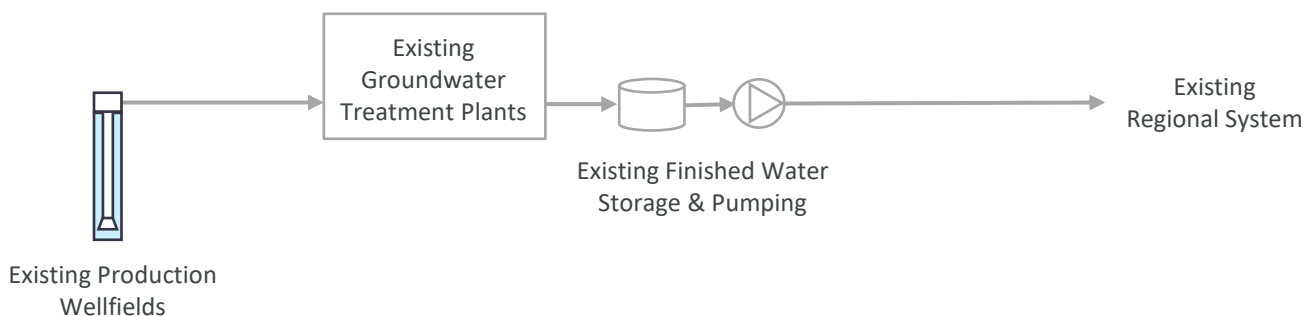 Existing
Groundwater
Treatment Plants
Existing
Regional System
Existing Finished Water
Storage & Pumping
Existing Production
Wellfields